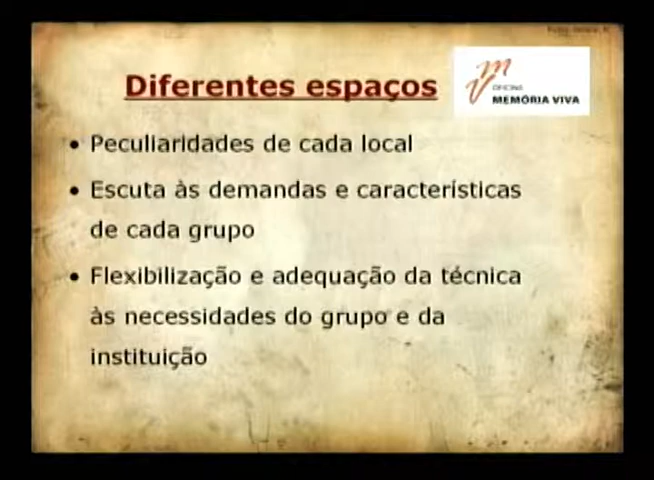 Diferentes espaços
OFICINA
MEMÓRIA VIVA
• Peculiaridades de cada local
• Escuta às demandas e características
de cada grupo
• Flexibilização e adequação da técnica
às necessidades do grupo e da
instituição